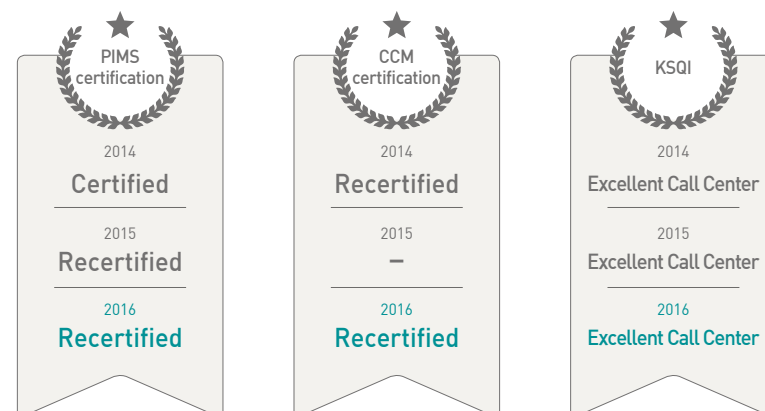 PIMS
certification
2014
Certified
2015
Recertified
2016
Recertified
CCM
certification
2014
Recertified
2015
–
2016
Recertified
KSQI
2014
Excellent Call Center
2015
Excellent Call Center
2016
Excellent Call Center